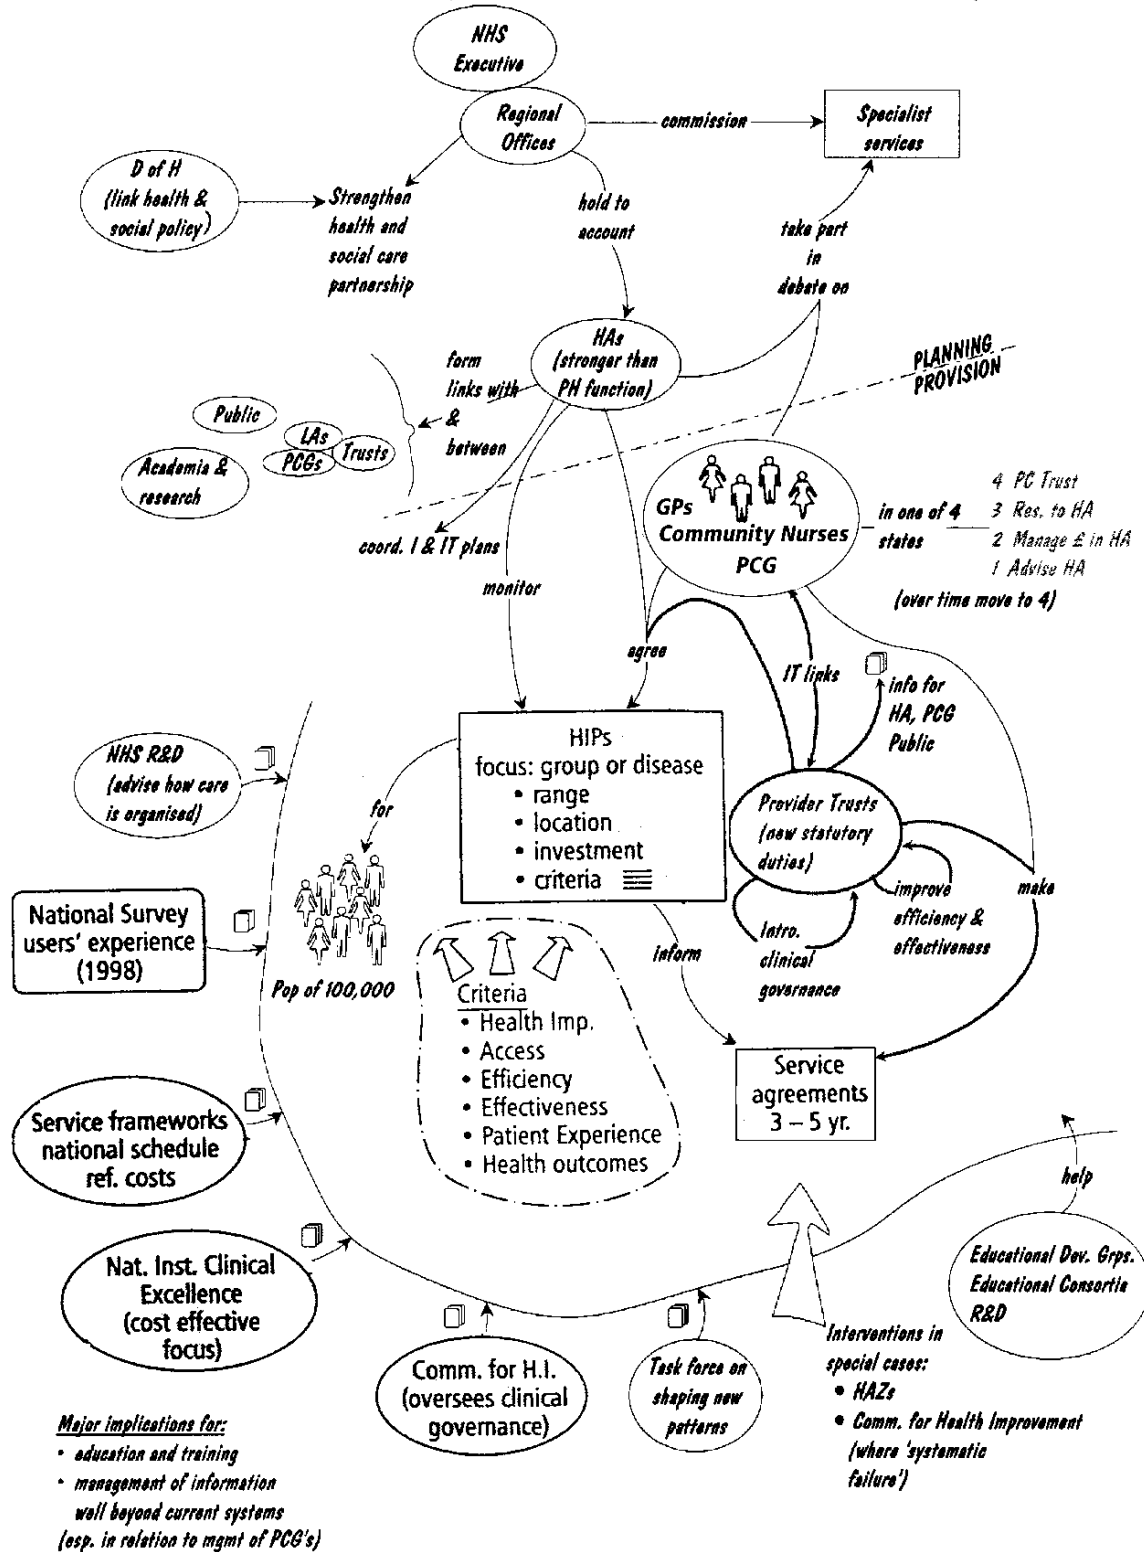 NHS
Executive
Regional
Offices
commission
Specialist
services
D of H
(link health &
social policy)
Strengthen
health and
social care
partnership
hold to
account
take part
in
debate on
HAs
(stronger than
PH function)
PLANNING
PROVISION
form
links with
&
between
Public
LAs
PCGs
Trusts
Academia &
research
coord. I & IT plans
GPs
Community Nurses
PCG
in one of 4
states
4 PC Trust
3 Res. to HA
2 Manage £ in HA
1 Advise HA
(over time move to 4)
monitor
agree
IT links
info for
HA, PCG
Public
HIPs
focus: group or disease
• range
• location
• investment
• criteria
NHS R&D
(advise how care
is organised)
for
Provider Trusts
(new statutory
duties)
improve
efficiency &
effectiveness
make
Intro.
clinical
governance
inform
National Survey
users' experience
(1998)
Pop of 100,000
Criteria
• Health Imp.
• Access
• Efficiency
• Effectiveness
• Patient Experience
• Health outcomes
Service
agreements
3 – 5 yr.
Service frameworks
national schedule
ref. costs
help
Nat. Inst. Clinical
Excellence
(cost effective
focus)
Educational Dev. Grps.
Educational Consortia
R&D
Comm. for H.I.
(oversees clinical
governance)
Task force on
shaping new
patterns
Interventions in
special cases:
• HAZs
• Comm. for Health Improvement
(where 'systematic
failure')
Major implications for:
• education and training
• management of information
well beyond current systems
(esp. in relation to mgmt of PCG's)